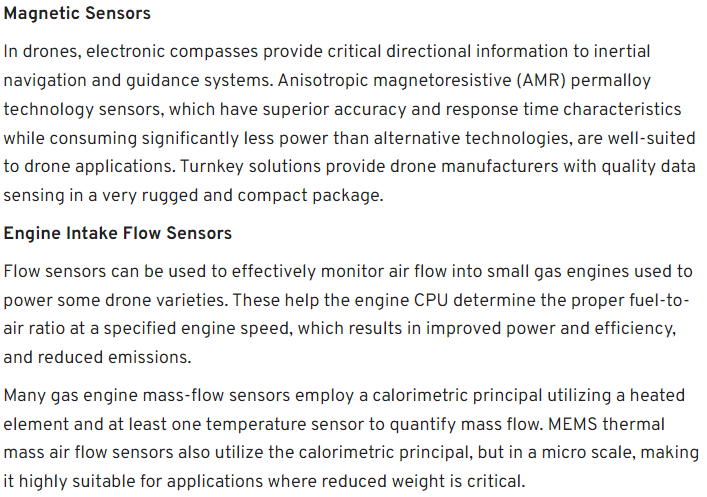 Magnetic Sensors
In drones, electronic compasses provide critical directional information to inertial
navigation and guidance systems. Anisotropic magnetoresistive (AMR) permalloy
technology sensors, which have superior accuracy and response time characteristics
while consuming significantly less power than alternative technologies, are well-suited
to drone applications. Turnkey solutions provide drone manufacturers with quality data
sensing in a very rugged and compact package.
Engine Intake Flow Sensors
Flow sensors can be used to effectively monitor air flow into small gas engines used to
power some drone varieties. These help the engine CPU determine the proper fuel-to-
air ratio at a specified engine speed, which results in improved power and efficiency,
and reduced emissions.
Many gas engine mass-flow sensors employ a calorimetric principal utilizing a heated
element and at least one temperature sensor to quantify mass flow. MEMS thermal
mass air flow sensors also utilize the calorimetric principal, but in a micro scale, making
it highly suitable for applications where reduced weight is critical.